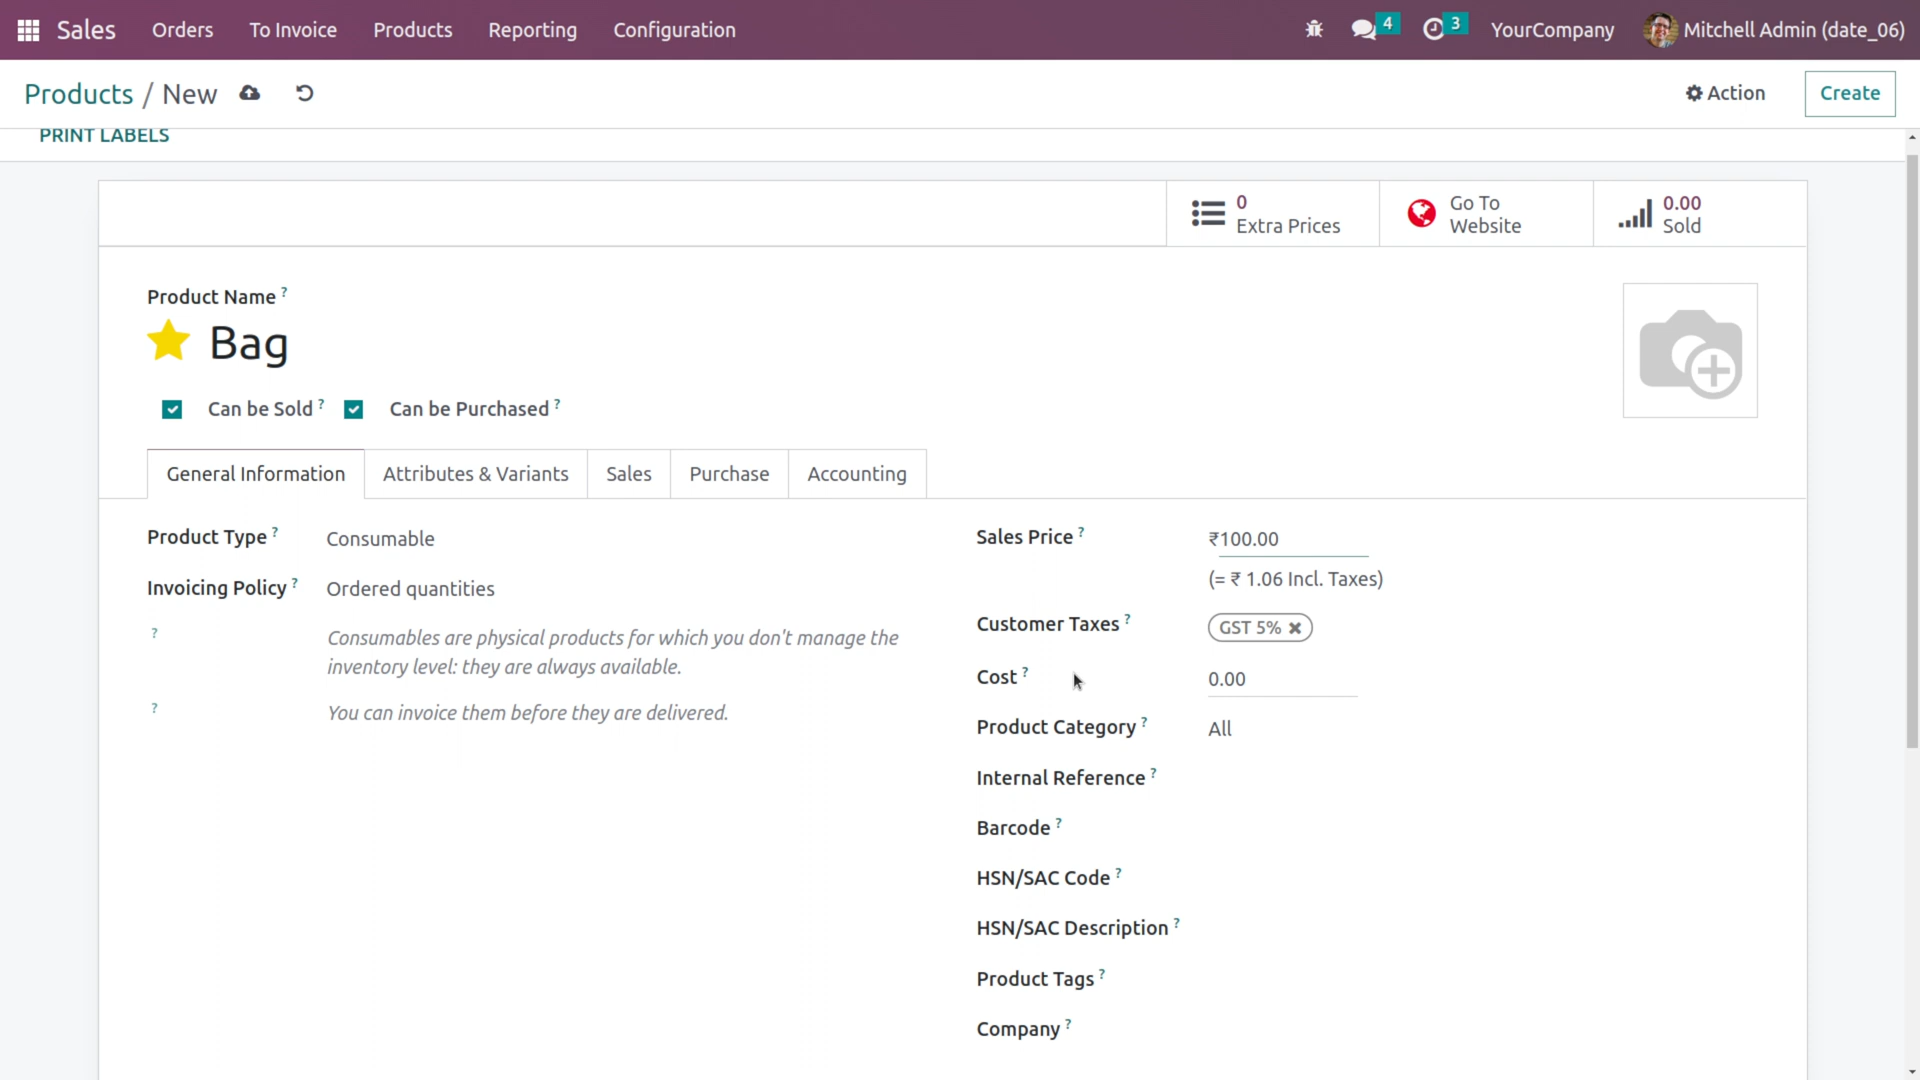 Sales Orders To Invoice Products Reporting Configuration 4 3 YourCompany Mitchell Admin (date_06)
Products / New Action Create
PRINT LABELS
0
Extra Prices
Go To
Website
0.00
Sold
Product Name ?
Bag
Can be Sold ? Can be Purchased ?
General Information Attributes & Variants Sales Purchase Accounting
Product Type ? Consumable
Invoicing Policy ? Ordered quantities
? Consumables are physical products for which you don't manage the
inventory level: they are always available.
? You can invoice them before they are delivered.
Sales Price ? ₹100.00
(= ₹ 1.06 Incl. Taxes)
Customer Taxes ? GST 5% ✖
Cost ? 0.00
Product Category ? All
Internal Reference ?
Barcode ?
HSN/SAC Code ?
HSN/SAC Description ?
Product Tags ?
Company ?